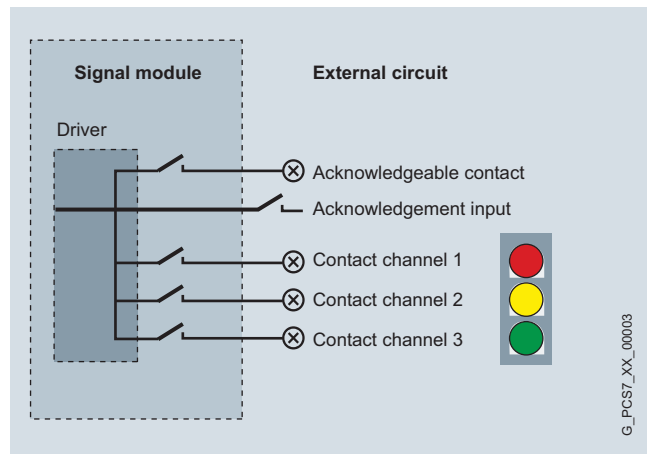 Signal module
External circuit
Driver
Acknowledgeable contact
Acknowledgement input
Contact channel 1
Contact channel 2
Contact channel 3
G_PCS7_XX_00003